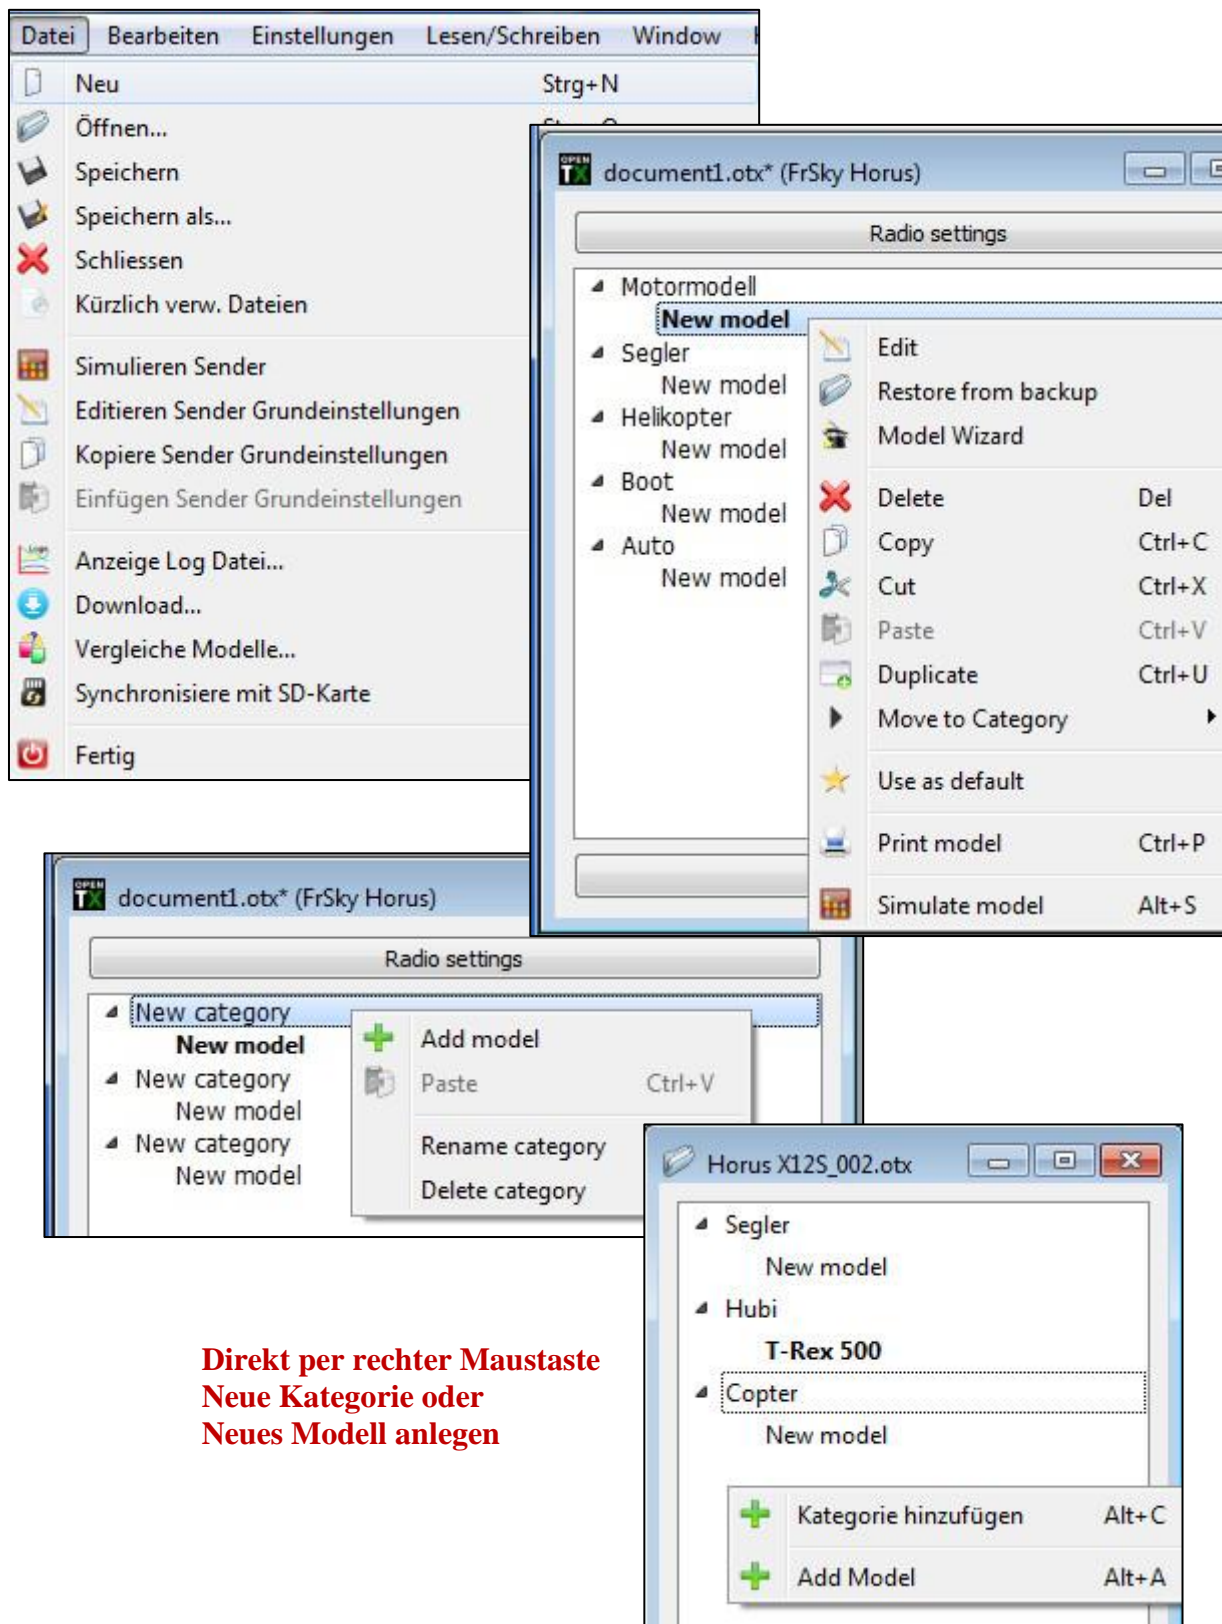 Datei Bearbeiten Einstellungen Lesen/Schreiben Window
Neu Strg+N
Öffnen...
Speichern
Speichern als...
Schliessen
Kürzlich verw. Dateien
Simulieren Sender
Editieren Sender Grundeinstellungen
Kopiere Sender Grundeinstellungen
Einfügen Sender Grundeinstellungen
Anzeige Log Datei...
Download...
Vergleiche Modelle...
Synchronisiere mit SD-Karte
Fertig
OPEN TX document1.otx* (FrSky Horus)
Radio settings
Motormodell
New model
Segler
New model
Helikopter
New model
Boot
New model
Auto
New model
Edit
Restore from backup
Model Wizard
Delete Del
Copy Ctrl+C
Cut Ctrl+X
Paste Ctrl+V
Duplicate Ctrl+U
Move to Category
Use as default
Print model Ctrl+P
Simulate model Alt+S
OPEN TX document1.otx* (FrSky Horus)
Radio settings
New category
New model
New category
New model
New category
New model
Add model
Paste Ctrl+V
Rename category
Delete category
Horus X12S_002.otx
Segler
New model
Hubi
T-Rex 500
Copter
New model
Kategorie hinzufügen Alt+C
Add Model Alt+A
Direkt per rechter Maustaste
Neue Kategorie oder
Neues Modell anlegen